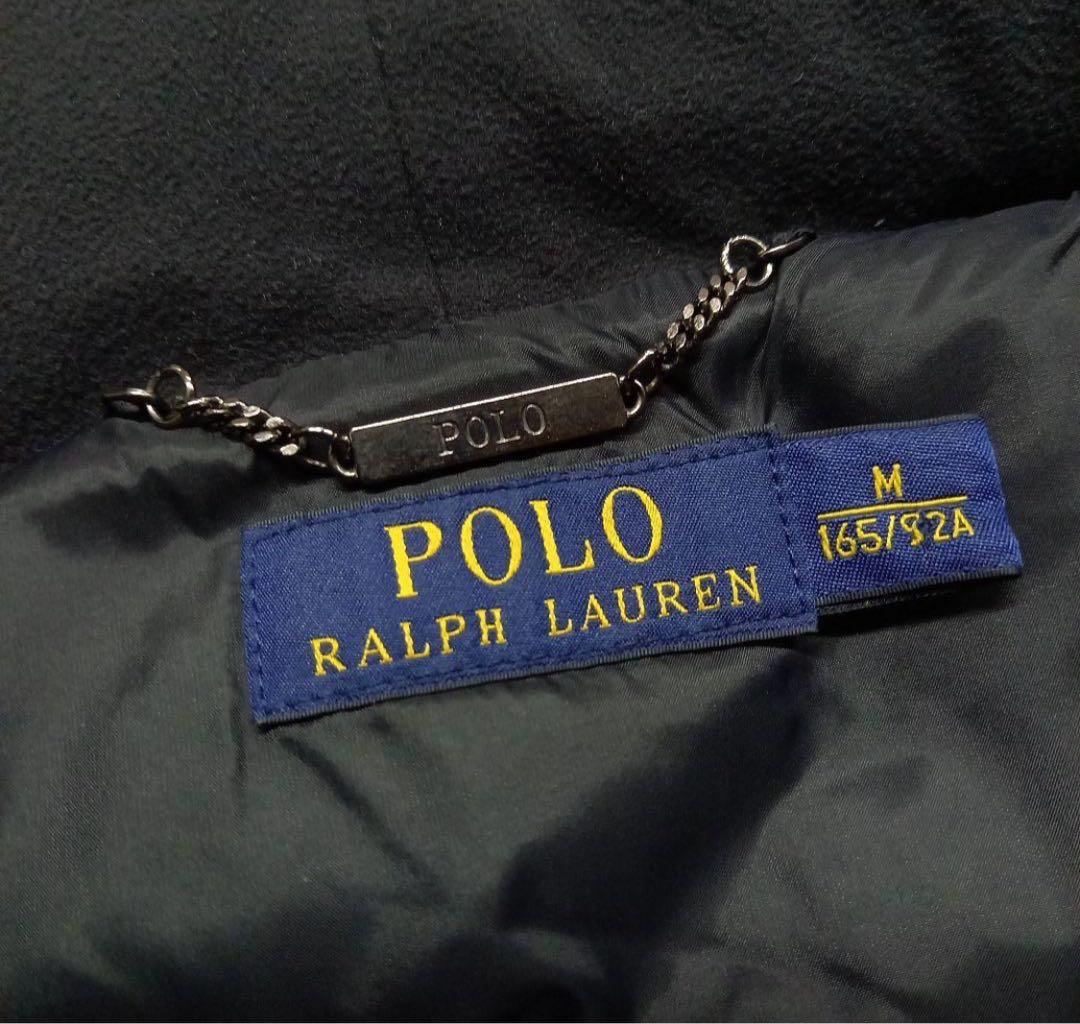 POLO
POLO
RALPH LAUREN
M
165/92A